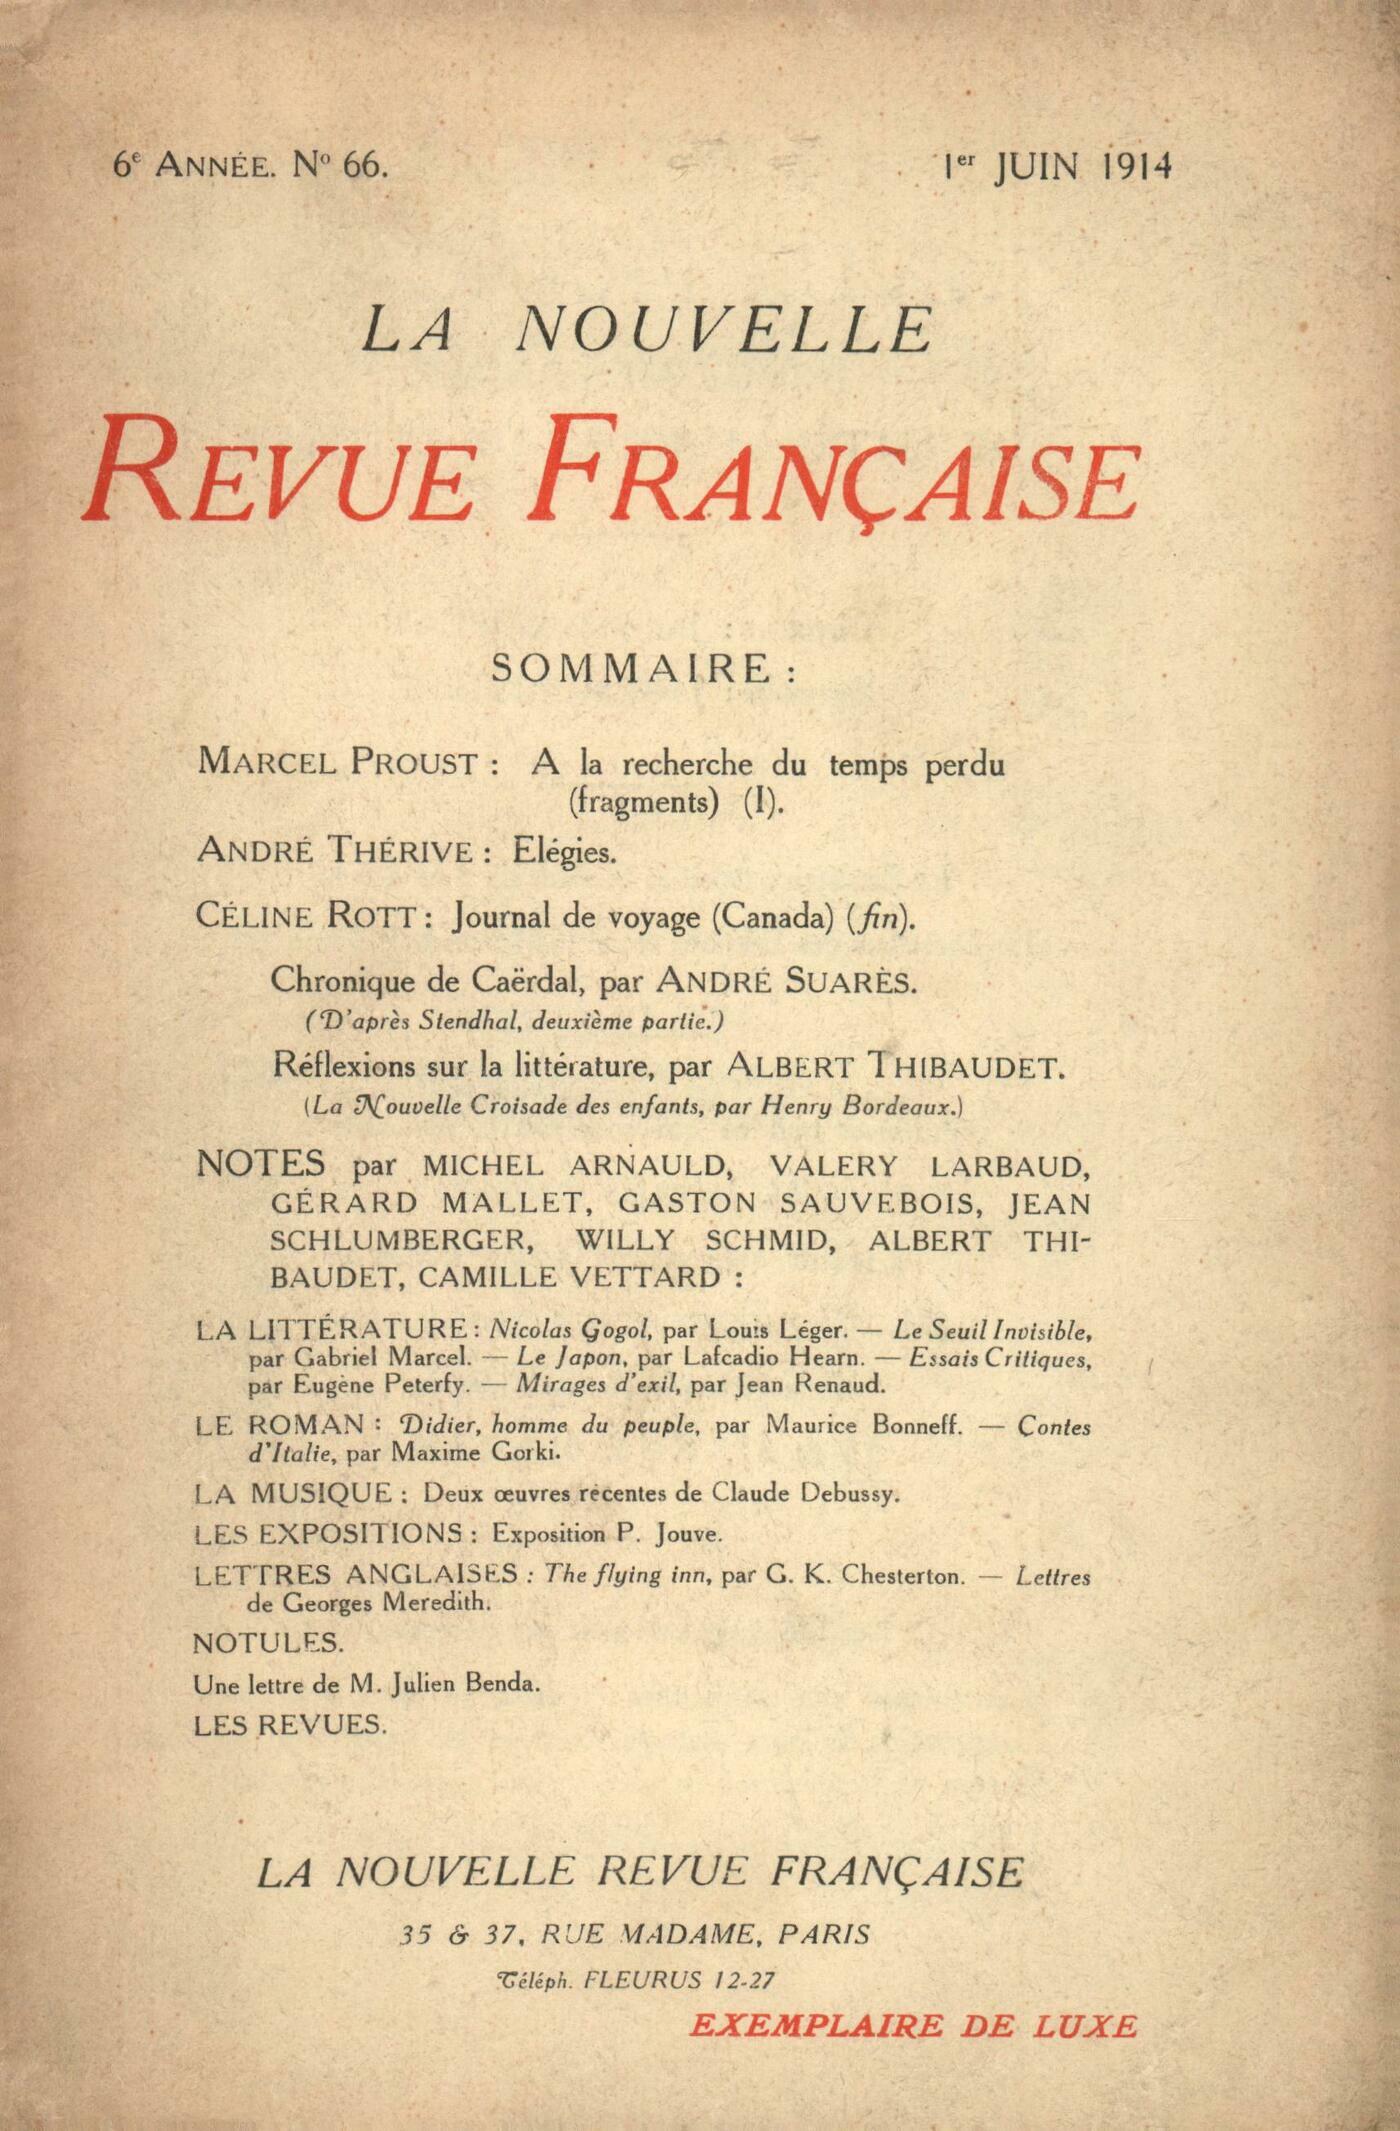 6e ANNÉE. No 66.
1er JUIN 1914
LA NOUVELLE
REVUE FRANÇAISE
SOMMAIRE :
MARCEL PROUST : A la recherche du temps perdu
(fragments) (I).
ANDRÉ THÉRIVE : Elégies.
CÉLINE ROTT : Journal de voyage (Canada) (fin).
Chronique de Caërdal, par ANDRÉ SUARÈS.
(D'après Stendhal, deuxième partie.)
Réflexions sur la littérature, par ALBERT THIBAUDET.
(La Nouvelle Croisade des enfants, par Henry Bordeaux.)
NOTES par MICHEL ARNAULD, VALERY LARBAUD,
GÉRARD MALLET, GASTON SAUVEBOIS, JEAN
SCHLUMBERGER, WILLY SCHMID, ALBERT THI-
BAUDET, CAMILLE VETTARD :
LA LITTÉRATURE : Nicolas Gogol, par Louis Léger. — Le Seuil Invisible,
par Gabriel Marcel. — Le Japon, par Lafcadio Hearn. — Essais Critiques,
par Eugène Peterfy. — Mirages d'exil, par Jean Renaud.
LE ROMAN : Didier, homme du peuple, par Maurice Bonneff. — Contes
d'Italie, par Maxime Gorki.
LA MUSIQUE : Deux œuvres récentes de Claude Debussy.
LES EXPOSITIONS : Exposition P. Jouve.
LETTRES ANGLAISES : The flying inn, par G. K. Chesterton. — Lettres
de Georges Meredith.
NOTULES.
Une lettre de M. Julien Benda.
LES REVUES.
LA NOUVELLE REVUE FRANÇAISE
35 & 37, RUE MADAME, PARIS
Téléph. FLEURUS 12-27
EXEMPLAIRE DE LUXE